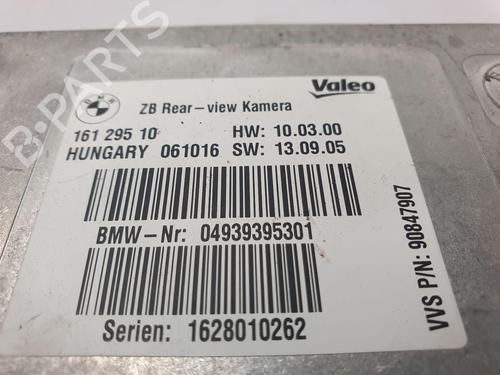 BMW
Valeo
ZB Rear-view Kamera
161 295 10 HW: 10.03.00
HUNGARY 061016 SW: 13.09.05
BMW-Nr: 04939395301
Serien: 1628010262
VVS P/N: 90847907
B-PARTS